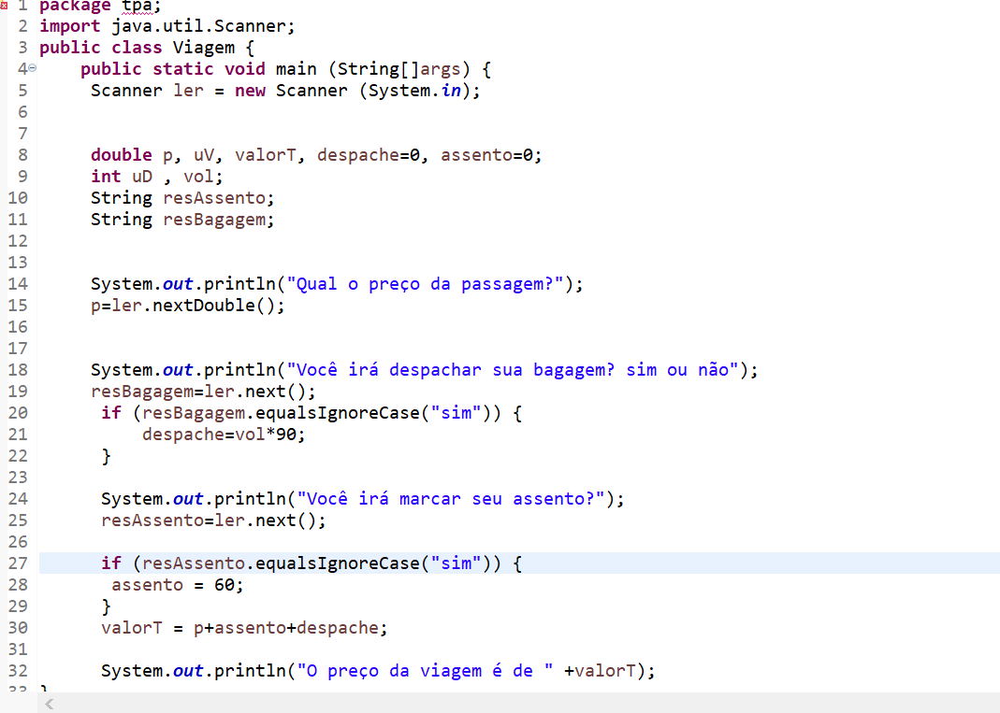 1 package tpa;
2 import java.util.Scanner;
3 public class Viagem {
4 public static void main (String[]args) {
5 Scanner ler = new Scanner (System.in);
6
7
8 double p, uV, valorT, despache=0, assento=0;
9 int uD , vol;
10 String resAssento;
11 String resBagagem;
12
13
14 System.out.println("Qual o preço da passagem?");
15 p=ler.nextDouble();
16
17
18 System.out.println("Você irá despachar sua bagagem? sim ou não");
19 resBagagem=ler.next();
20 if (resBagagem.equalsIgnoreCase("sim")) {
21 despache=vol*90;
22 }
23
24 System.out.println("Você irá marcar seu assento?");
25 resAssento=ler.next();
26
27 if (resAssento.equalsIgnoreCase("sim")) {
28 assento = 60;
29 }
30 valorT = p+assento+despache;
31
32 System.out.println("O preço da viagem é de " +valorT);
33 }